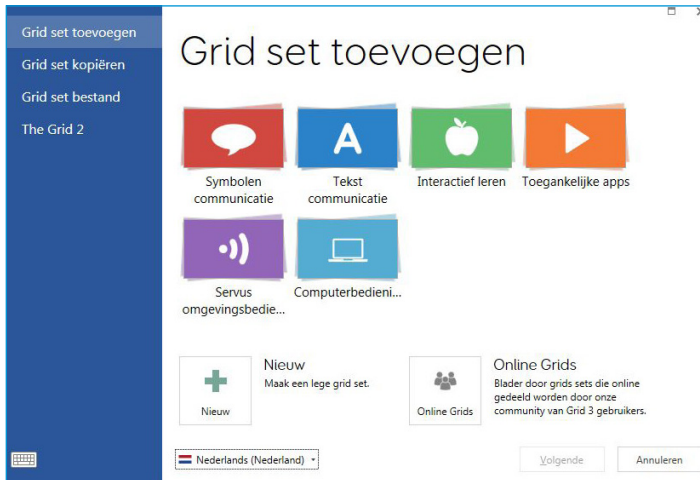 Grid set toevoegen
Grid set kopiëren
Grid set bestand
The Grid 2
Grid set toevoegen
A
Symbolen
communicatie
Tekst
communicatie
Interactief leren
Toegankelijke apps
Servus
omgevingsbedie...
Computerbedieni...
Nieuw
Nieuw
Maak een lege grid set.
Online Grids
Online Grids
Blader door grids sets die online
gedeeld worden door onze
community van Grid 3 gebruikers.
Nederlands (Nederland)
Volgende
Annuleren